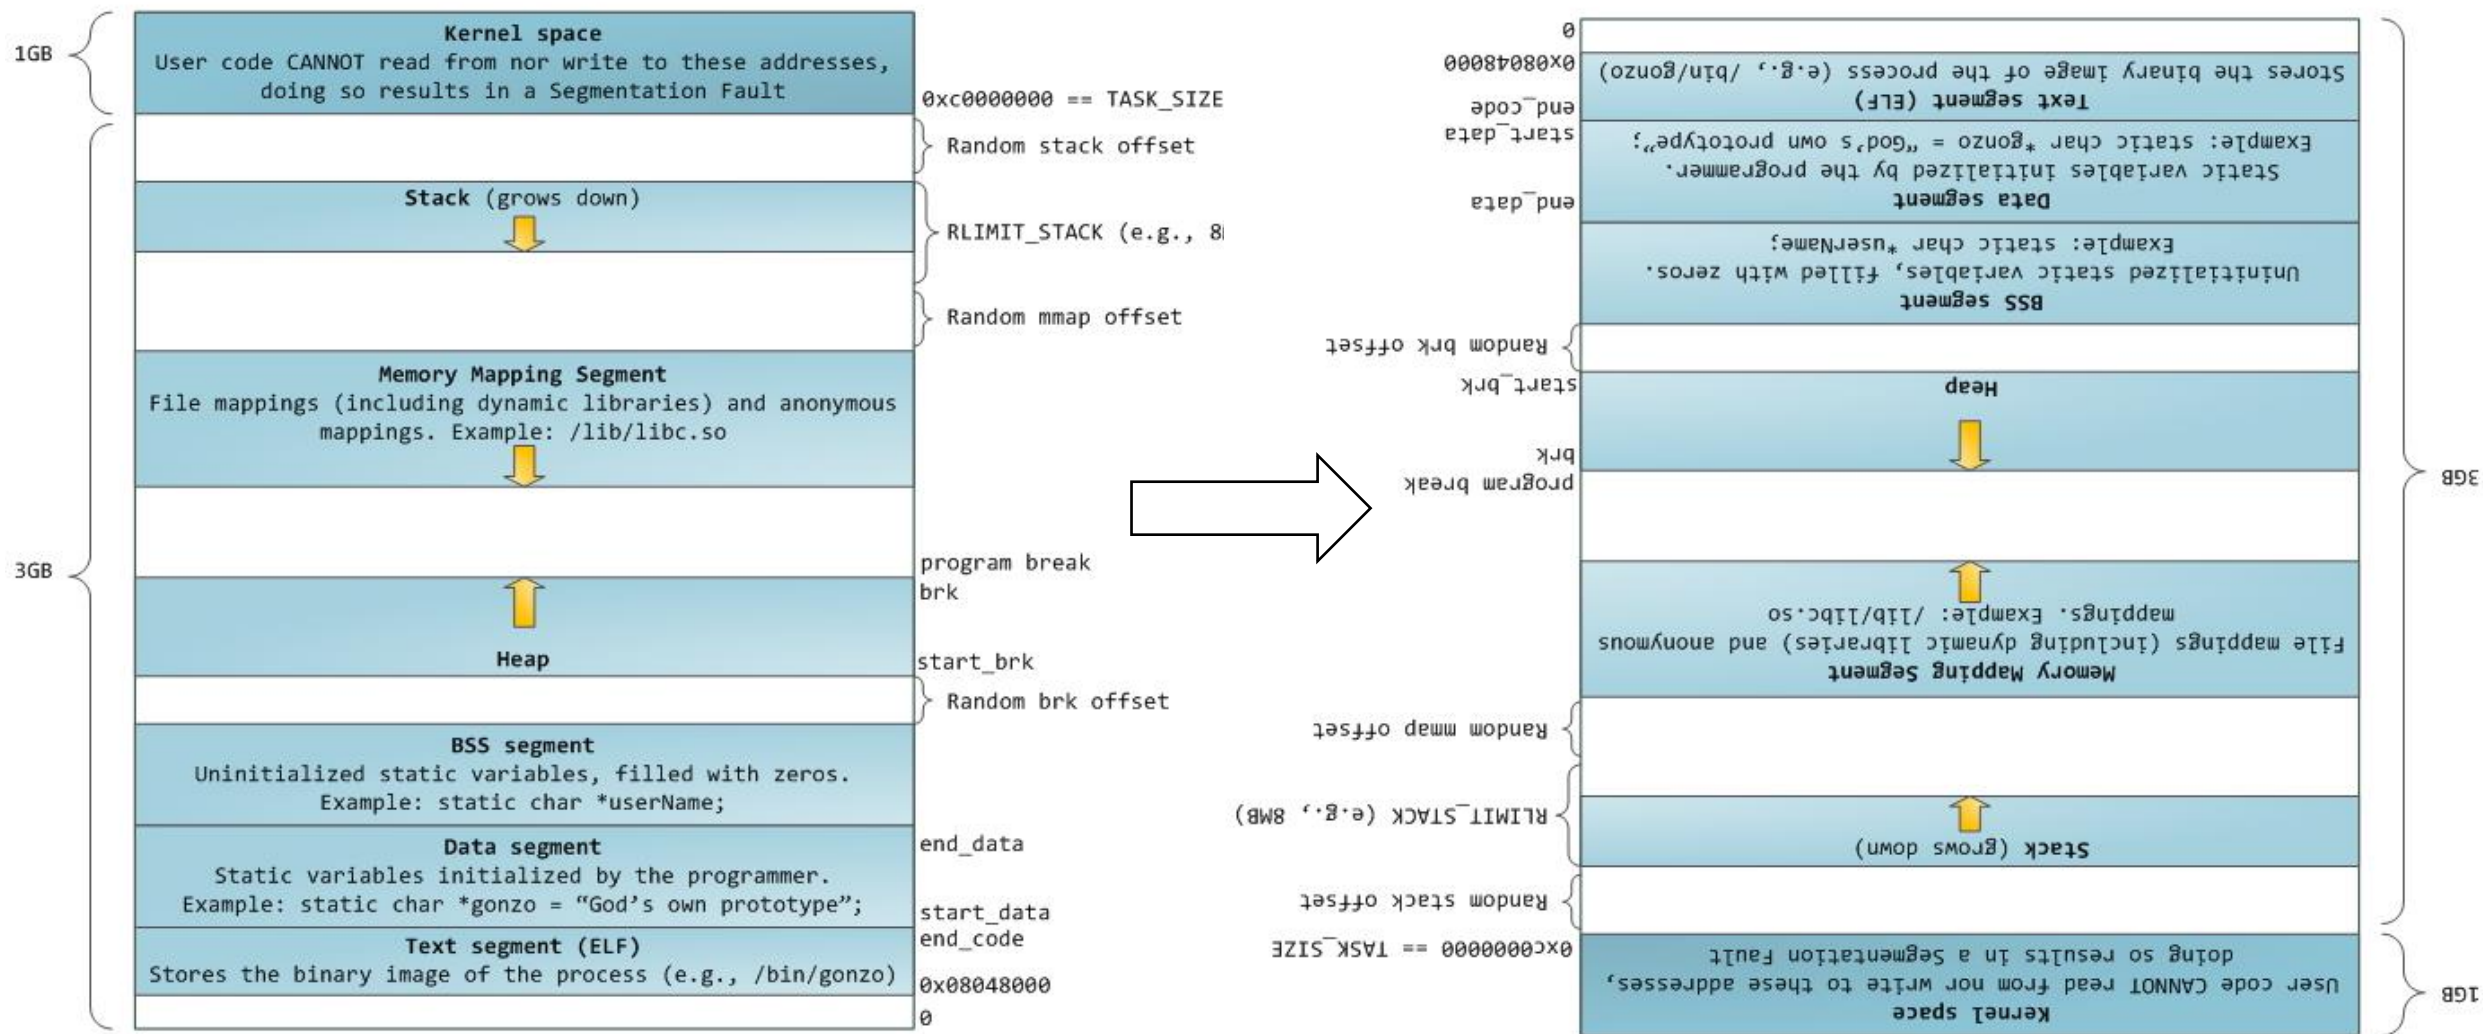 1GB
Kernel space
User code CANNOT read from nor write to these addresses,
doing so results in a Segmentation Fault
0xc0000000 == TASK_SIZE
Random stack offset
Stack (grows down)
RLIMIT_STACK (e.g., 8
Random mmap offset
Memory Mapping Segment
File mappings (including dynamic libraries) and anonymous
mappings. Example: /lib/libc.so
3GB
program break
brk
Heap
start_brk
Random brk offset
BSS segment
Uninitialized static variables, filled with zeros.
Example: static char *userName;
Data segment
end_data
Static variables initialized by the programmer.
Example: static char *gonzo = “God’s own prototype”;
start_data
end_code
Text segment (ELF)
Stores the binary image of the process (e.g., /bin/gonzo)
0x08048000
0
1GB
Kernel space
User code CANNOT read from nor write to these addresses,
doing so results in a Segmentation Fault
0xc0000000 == TASK_SIZE
Random stack offset
Stack (grows down)
RLIMIT_STACK (e.g., 8MB)
Random mmap offset
Memory Mapping Segment
File mappings (including dynamic libraries) and anonymous
mappings. Example: /lib/libc.so
3GB
program break
brk
Heap
start_brk
Random brk offset
BSS segment
Uninitialized static variables, filled with zeros.
Example: static char *userName;
Data segment
end_data
Static variables initialized by the programmer.
Example: static char *gonzo = “God’s own prototype”;
start_data
end_code
Text segment (ELF)
Stores the binary image of the process (e.g., /bin/gonzo)
0x08048000
0